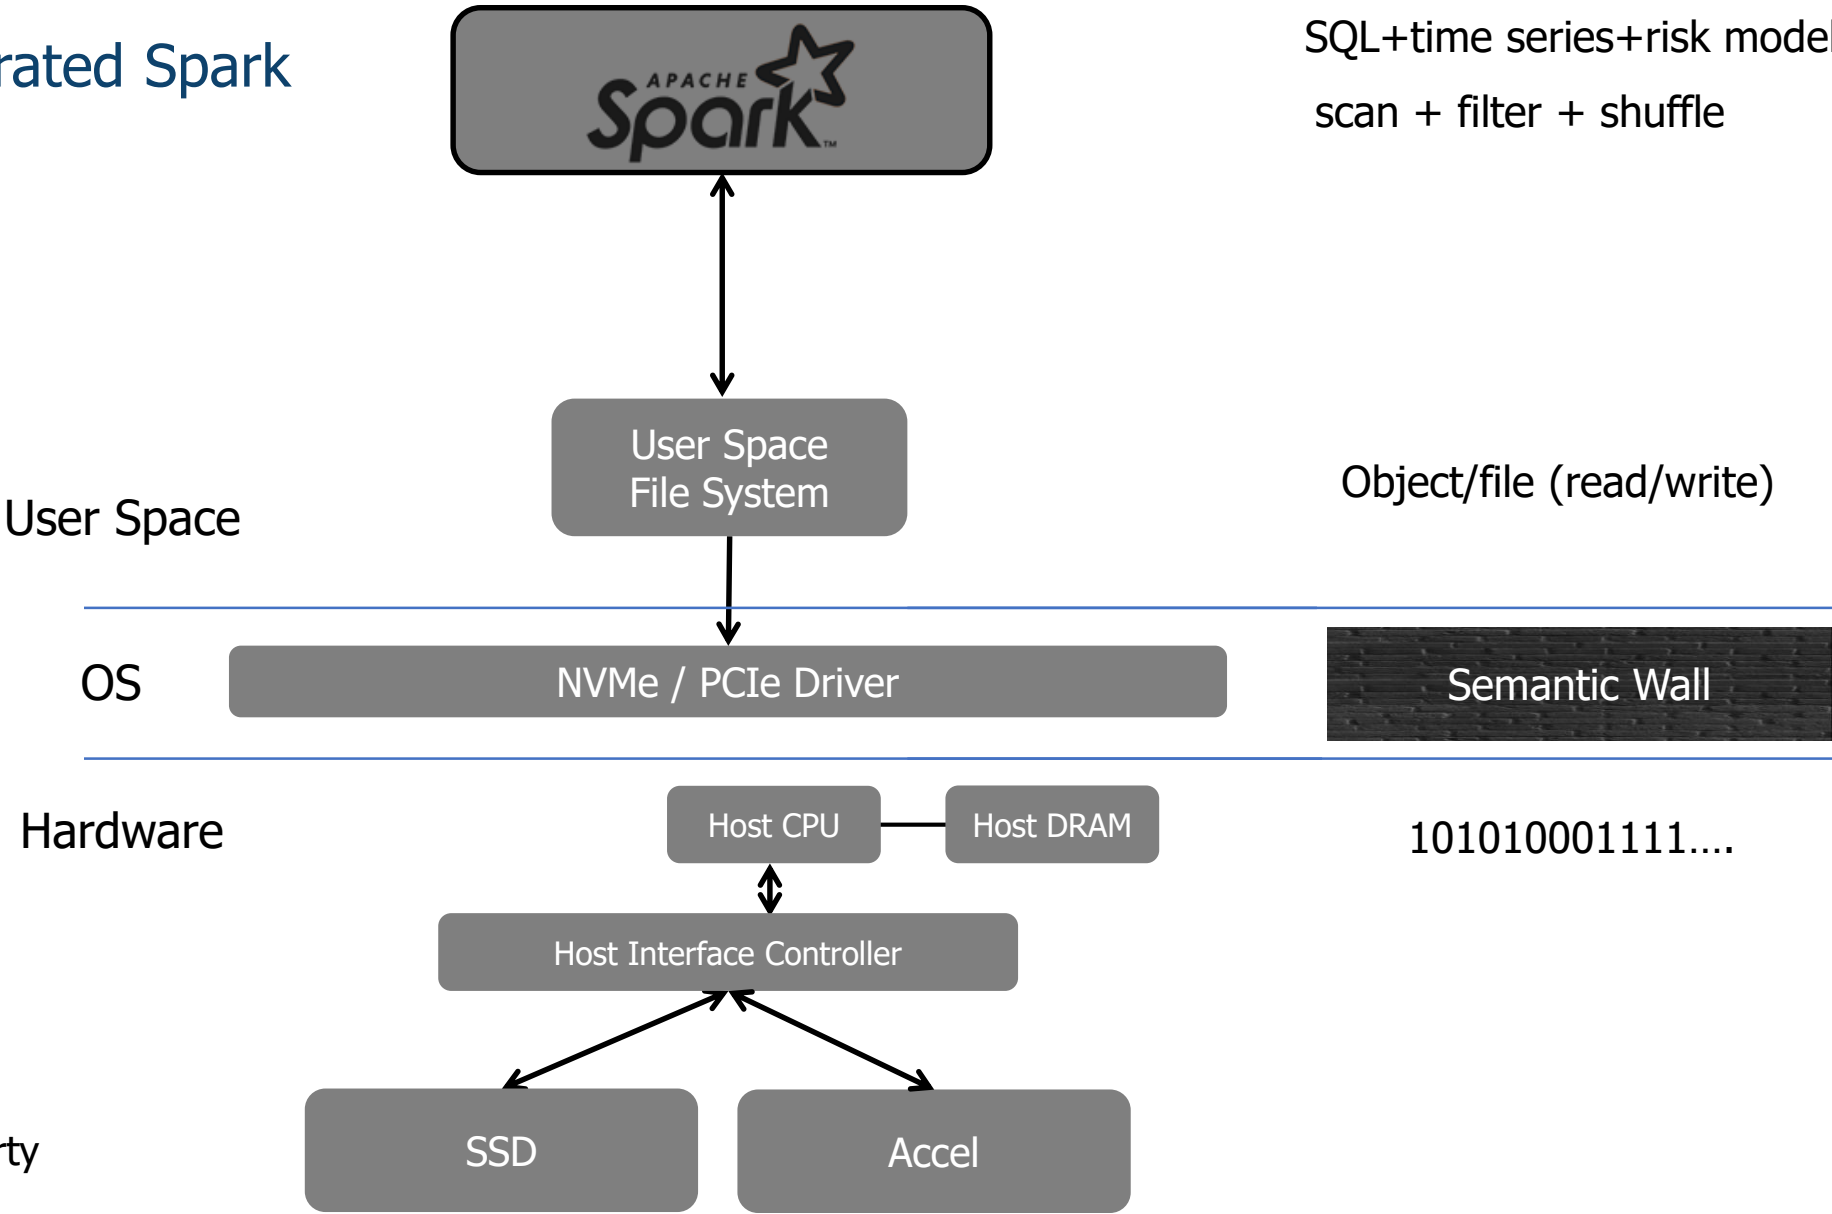 rated Spark
APACHE
Spark™
SQL+time series+risk model
scan + filter + shuffle
User Space
File System
Object/file (read/write)
User Space
OS
NVMe / PCIe Driver
Semantic Wall
Hardware
Host CPU
Host DRAM
101010001111....
Host Interface Controller
SSD
Accel
rty